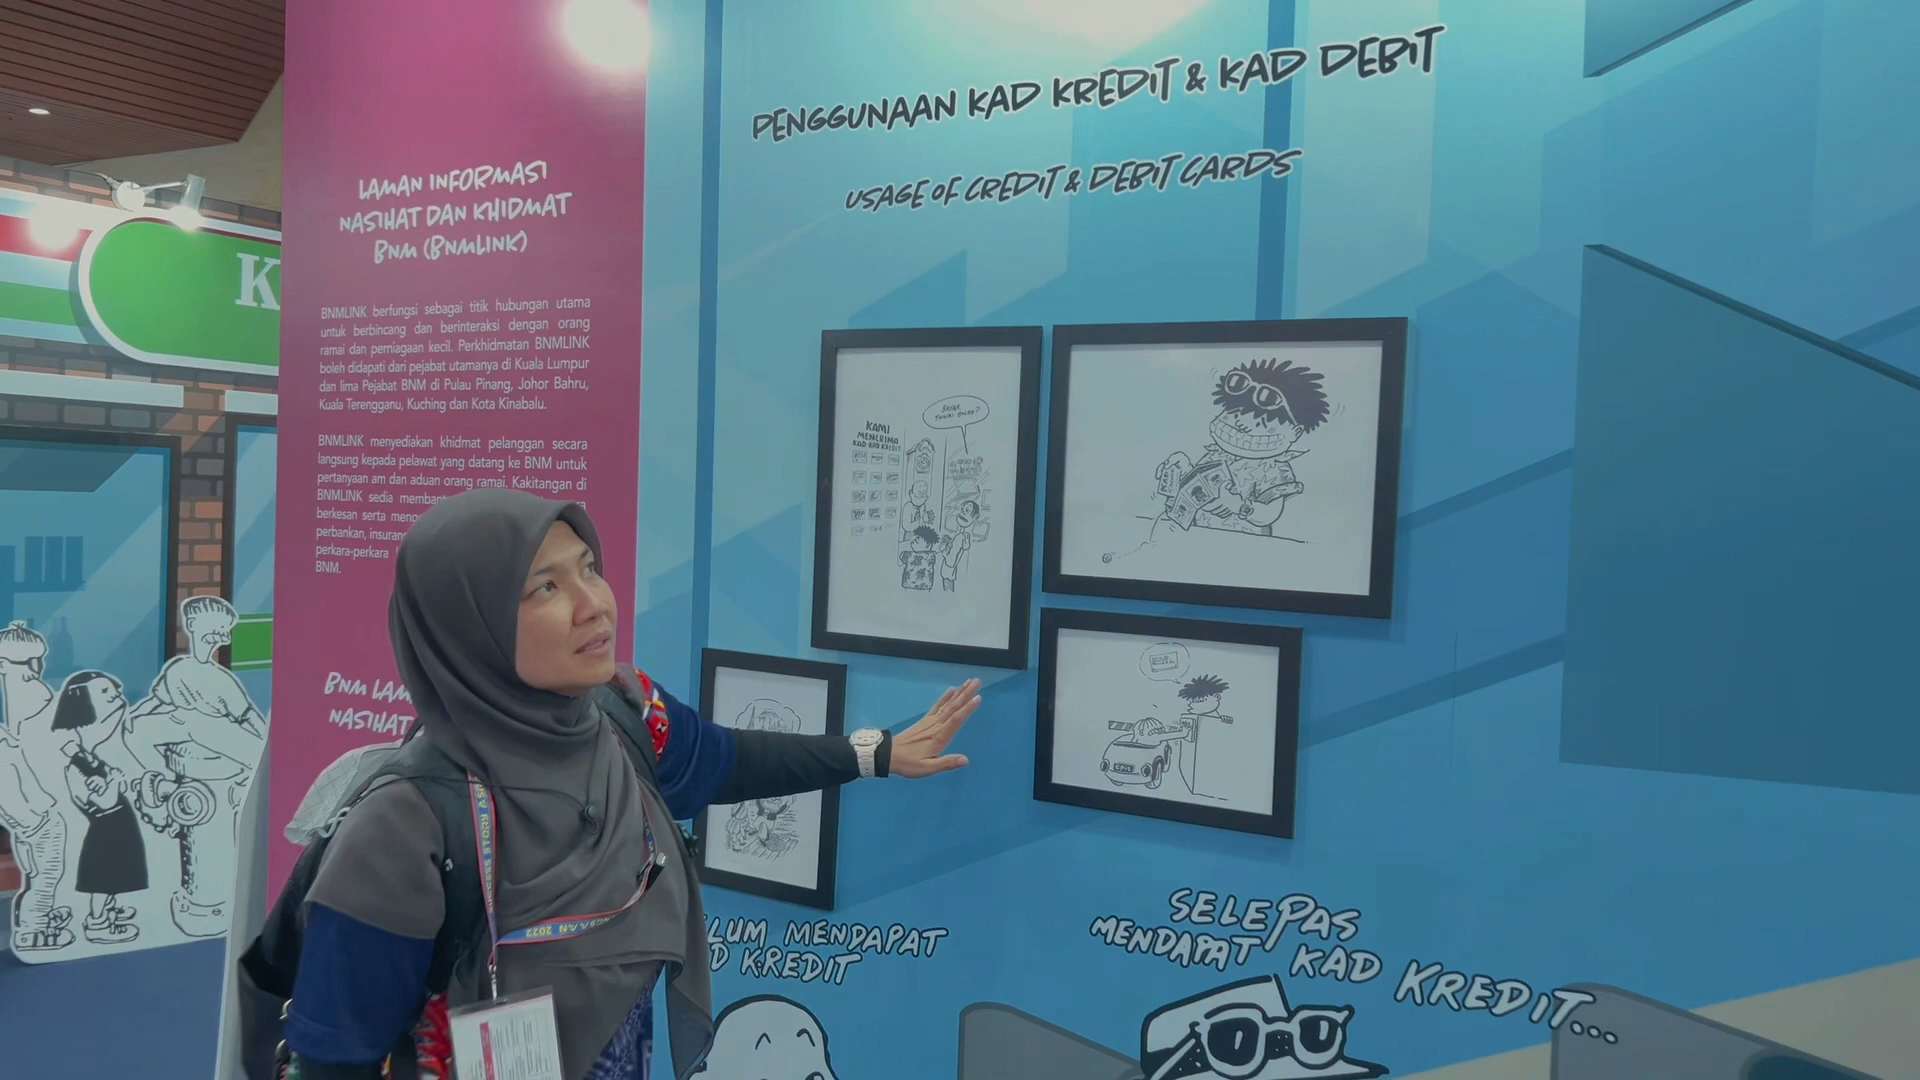 PENGGUNAAN KAD KREDIT & KAD DEBIT
USAGE OF CREDIT & DEBIT CARDS
LAMAN INFORMASI
NASIHAT DAN KHIDMAT
BNM (BNMLINK)
BNMLINK berfungsi sebagai titik hubungan utama
untuk berbincang dan berinteraksi dengan orang
ramai dan perniagaan kecil. Perkhidmatan BNMLINK
boleh didapati dari pejabat utamanya di Kuala Lumpur
dan lima Pejabat BNM di Pulau Pinang, Johor Bahru,
Kuala Terengganu, Kuching dan Kota Kinabalu.
BNMLINK menyediakan khidmat pelanggan secara
langsung kepada pelawat yang datang ke BNM untuk
pertanyaan am dan aduan orang ramai. Kakitangan di
BNMLINK sedia
berkesan serta
perbankan,
perkara-perkara
BNM.
BNM
NASIHAT
K
KAMI
MENERIMA
KAD-KAD KREDIT
BAYAR
TUNAI BOLEH?
MENDAPAT
KREDIT
SELEPAS
MENDAPAT KAD KREDIT...
2022